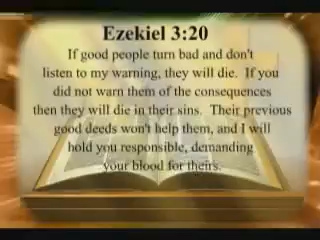 Ezekiel 3:20
If good people turn bad and don't
listen to my warning, they will die.  If you
did not warn them of the consequences
then they will die in their sins.  Their previous
good deeds won't help them, and I will
hold you responsible, demanding
your blood for theirs.